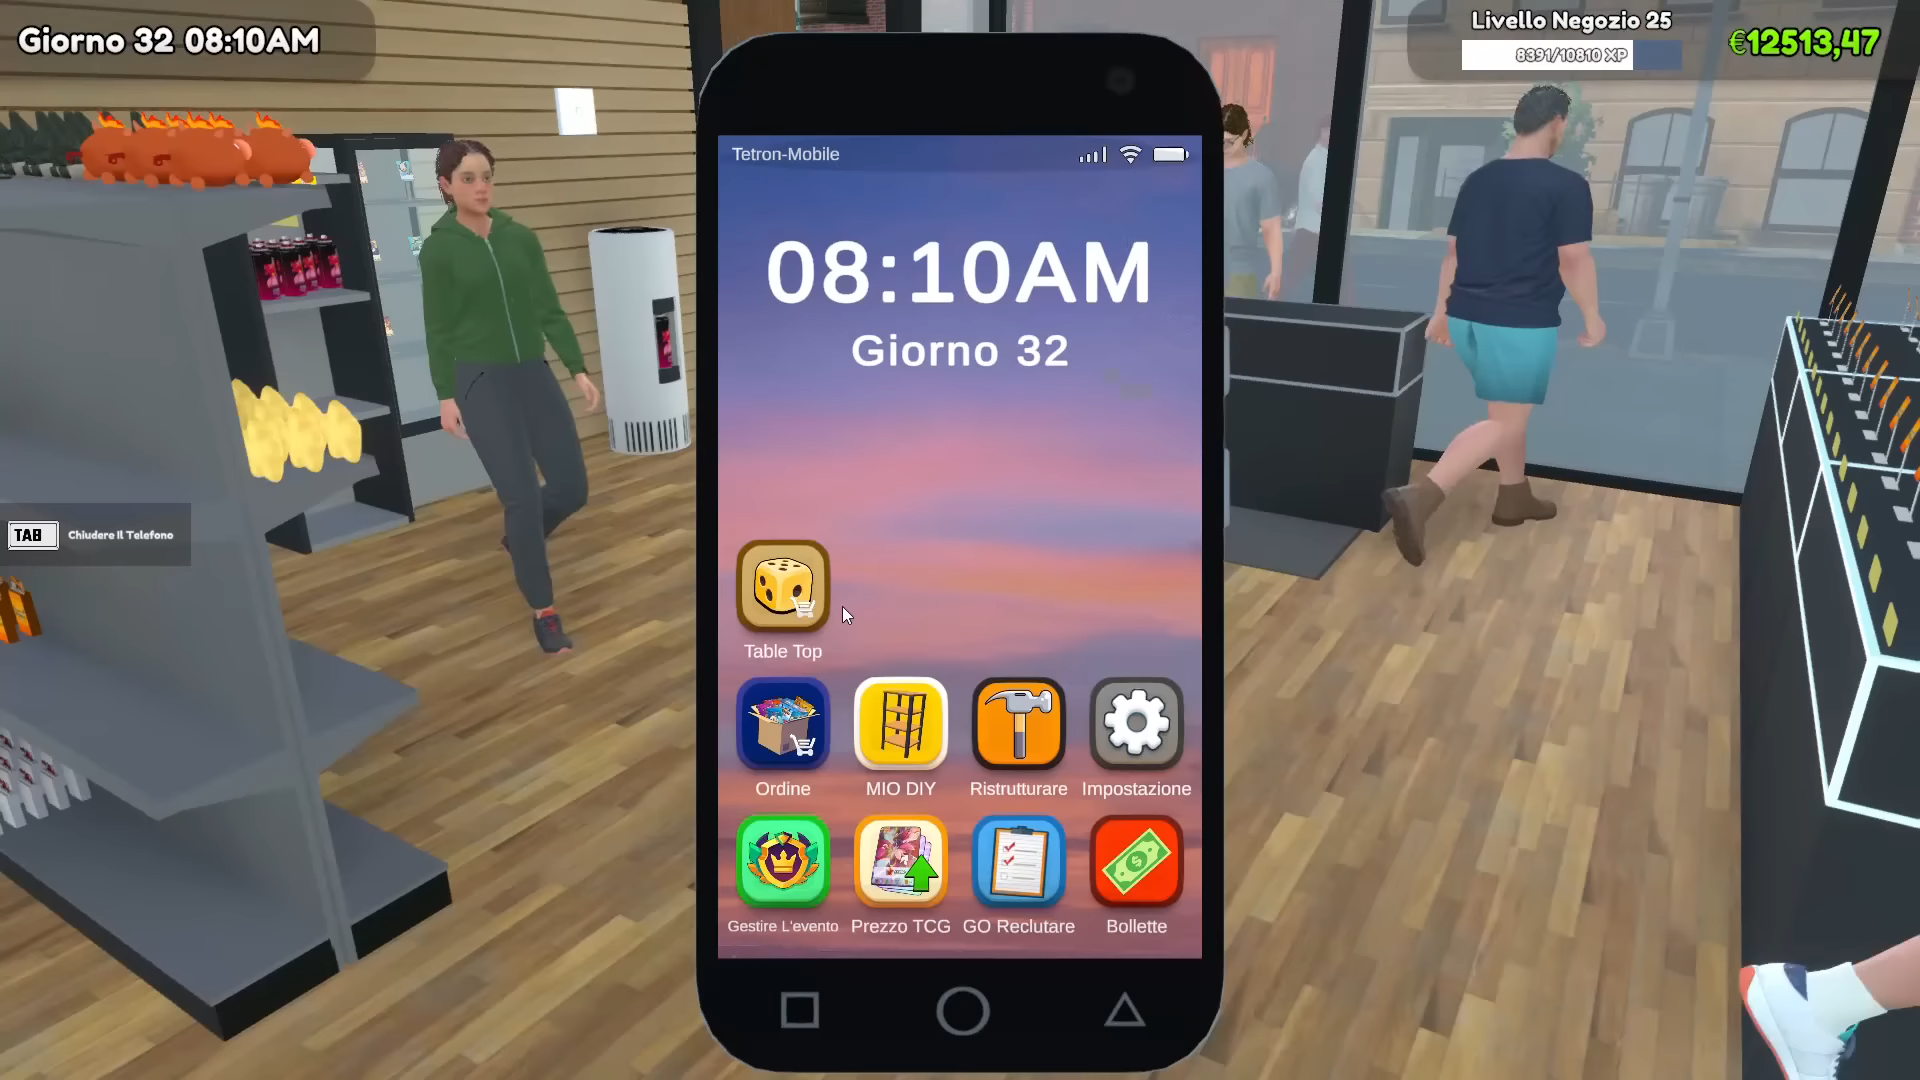 Giorno 32 08:10AM
Livello Negozio 25
8391/10810 XP
€12513,47
Tetron-Mobile
08:10AM
Giorno 32
TAB Chiudere Il Telefono
Table Top
Ordine
MIO DIY
Ristrutturare
Impostazione
Gestire L'evento
Prezzo TCG
GO Reclutare
Bollette